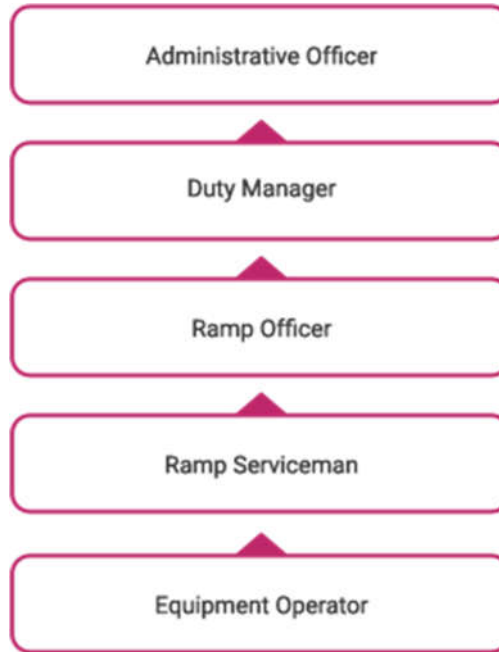 Administrative Officer
Duty Manager
Ramp Officer
Ramp Serviceman
Equipment Operator